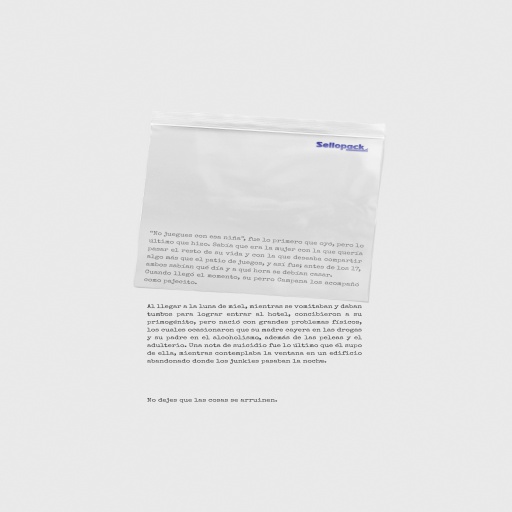 Sellopack
"No juegues con esa niña", fue lo primero que oyo, pero lo
último que hizo. Sabía que era la mujer con la que quería
pasar el resto de su vida y con la que deseaba compartir
algo más que el patio de juegos, y así fue; antes de los 17,
ambos sabían qué día y a qué hora se debían casar.
Cuando llegó el momento, su perro Campana los acompañó
como pajecito.
Al llegar a la luna de miel, mientras se vomitaban y daban
tumbos para lograr entrar al hotel, concibieron a su
primogénito, pero nació con grandes problemas físicos,
los cuales ocasionaron que su madre cayera en las drogas
y su padre en el alcoholismo, además de las peleas y el
adulterio. Una nota de suicidio fue lo último que él supo
de ella, mientras contemplaba la ventana en un edificio
abandonado donde los junkies pasaban la noche.
No dejes que las cosas se arruinen.